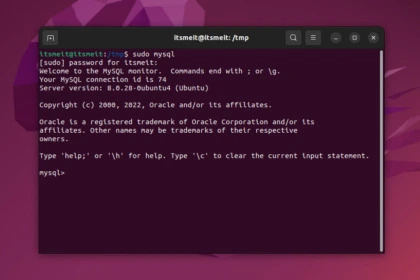 itsmeit@itsmeit: /tmp
itsmeit@itsmeit:/tmp$ sudo mysql
[sudo] password for itsmeit:
Welcome to the MySQL Monitor.  Commands end with ; or \g.
Your MySQL connection id is 74
Server version: 8.0.28-0ubuntu4 (Ubuntu)
Copyright (c) 2000, 2022, Oracle and/or its affiliates.
Oracle is a registered trademark of Oracle Corporation and/or its
affiliates. Other names may be trademarks of their respective
owners.
Type 'help;' or '\h' for help. Type '\c' to clear the current input statement.
mysql>